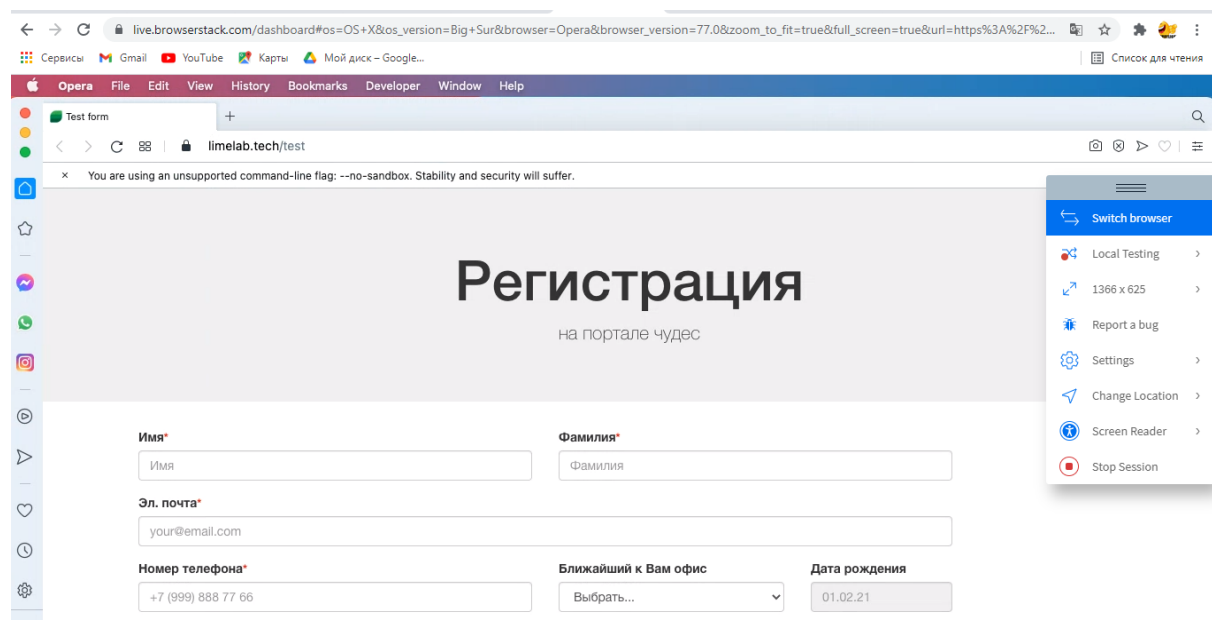 live.browserstack.com/dashboard#os=OS+X&os_version=Big+Sur&browser=Opera&browser_version=77.0&zoom_to_fit=true&full_screen=true&url=https%3A%2F%2...
Сервисы Gmail YouTube Карты Мой диск – Google... Список для чтения
Opera File Edit View History Bookmarks Developer Window Help
Test form
limelab.tech/test
× You are using an unsupported command-line flag: --no-sandbox. Stability and security will suffer.
Switch browser
Local Testing
1366 x 625
Report a bug
Settings
Change Location
Screen Reader
Stop Session
Регистрация
на портале чудес
Имя* Фамилия*
Имя Фамилия
Эл. почта*
your@email.com
Номер телефона* Ближайший к Вам офис Дата рождения
+7 (999) 888 77 66 Выбрать... 01.02.21